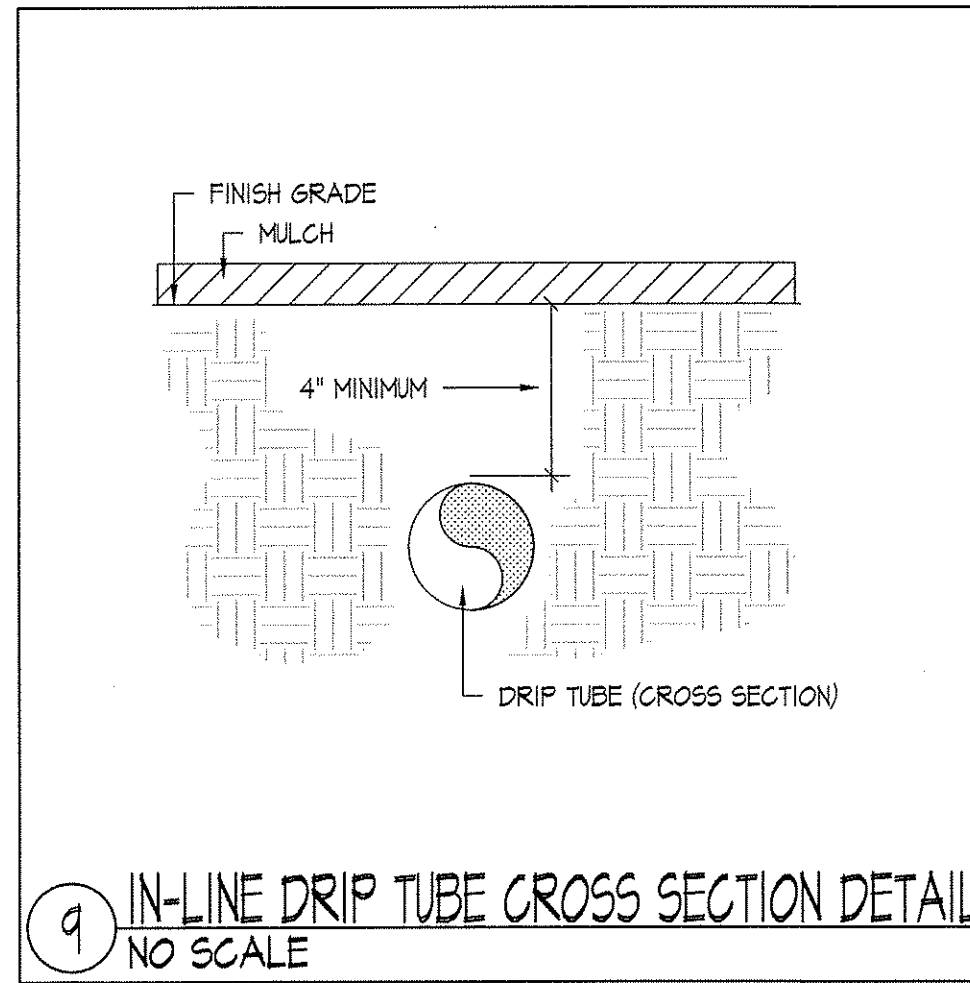 FINISH GRADE
MULCH
4" MINIMUM
DRIP TUBE (CROSS SECTION)
9
IN-LINE DRIP TUBE CROSS SECTION DETAIL
NO SCALE